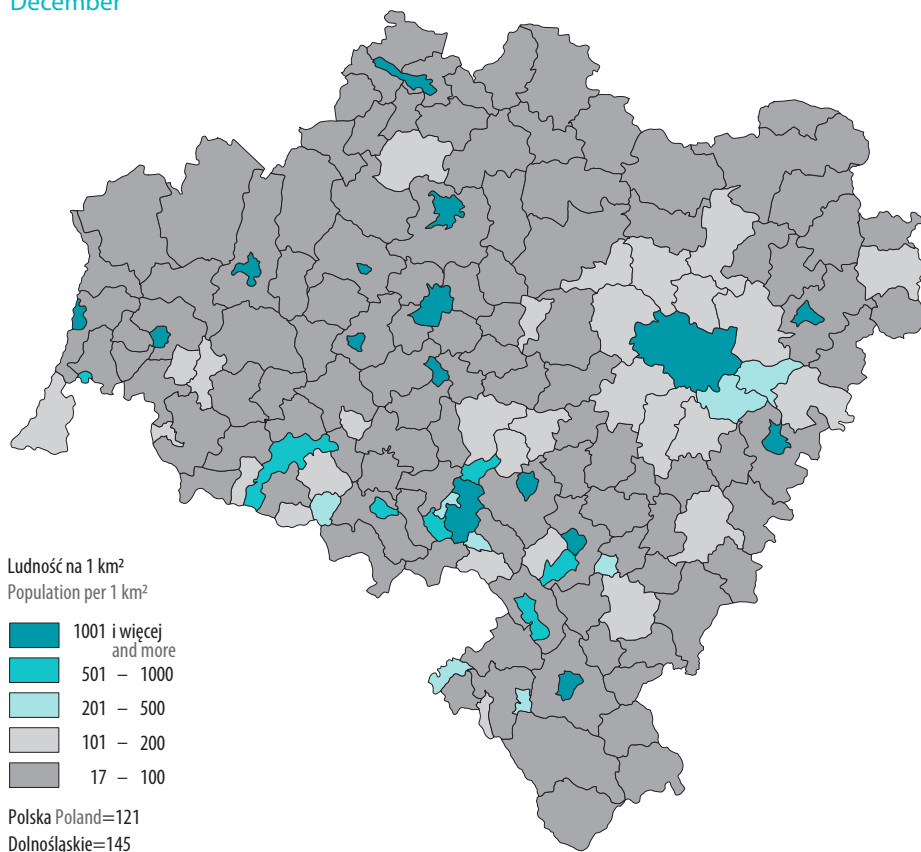 December
Ludność na 1 km²
Population per 1 km²
1001 i więcej
and more
501 – 1000
201 – 500
101 – 200
17 – 100
Polska Poland=121
Dolnośląskie=145